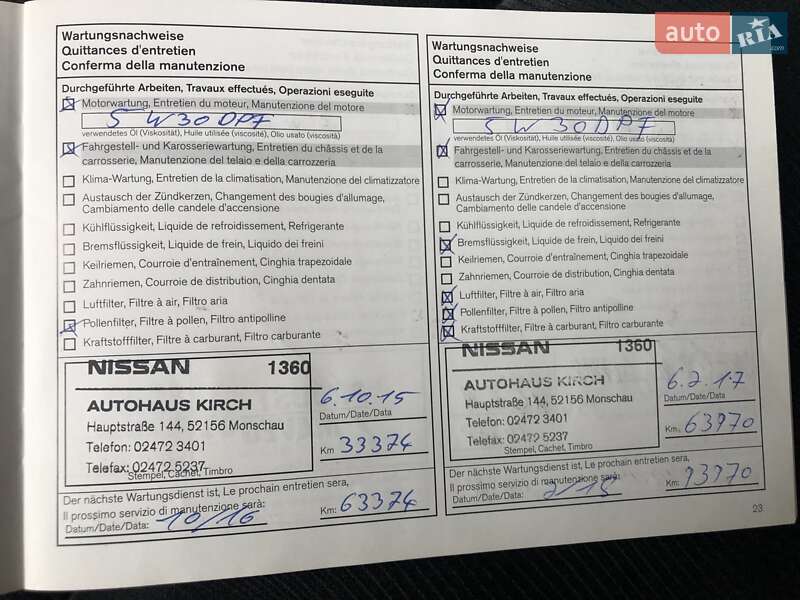 auto RIA.com
Wartungsnachweise
Quittances d'entretien
Conferma della manutenzione
Durchgeführte Arbeiten, Travaux effectués, Operazioni eseguite
Motorwartung, Entretien du moteur, Manutenzione del motore
5 W30 DPF
verwendetes Öl (Viskosität), Huile utilisée (viscosité), Olio usato (viscosità)
Fahrgestell- und Karosseriewartung, Entretien du châssis et de la
carrosserie, Manutenzione del telaio e della carrozzeria
Klima-Wartung, Entretien de la climatisation, Manutenzione del climatizzatore
Austausch der Zündkerzen, Changement des bougies d'allumage,
Cambiamento delle candele d'accensione
Kühlflüssigkeit, Liquide de refroidissement, Refrigerante
Bremsflüssigkeit, Liquide de frein, Liquido dei freini
Keilriemen, Courroie d'entraînement, Cinghia trapezoidale
Zahnriemen, Courroie de distribution, Cinghia dentata
Luftfilter, Filtre à air, Filtro aria
Pollenfilter, Filtre à pollen, Filtro antipolline
Kraftstofffilter, Filtre à carburant, Filtro carburante
NISSAN 1360
AUTOHAUS KIRCH
Hauptstraße 144, 52156 Monschau
Telefon: 02472 3401
Telefax: 02472 5237
Stempel, Cachet, Timbro
6.10.15
Datum/Date/Data
Km 33374
Der nächste Wartungsdienst ist, Le prochain entretien sera,
Il prossimo servizio di manutenzione sarà:
Datum/Date/Data: 10/16
Km: 63374
Wartungsnachweise
Quittances d'entretien
Conferma della manutenzione
Durchgeführte Arbeiten, Travaux effectués, Operazioni eseguite
Motorwartung, Entretien du moteur, Manutenzione del motore
5 W30 DPF
verwendetes Öl (Viskosität), Huile utilisée (viscosité), Olio usato (viscosità)
Fahrgestell- und Karosseriewartung, Entretien du châssis et de la
carrosserie, Manutenzione del telaio e della carrozzeria
Klima-Wartung, Entretien de la climatisation, Manutenzione del climatizzatore
Austausch der Zündkerzen, Changement des bougies d'allumage,
Cambiamento delle candele d'accensione
Kühlflüssigkeit, Liquide de refroidissement, Refrigerante
Bremsflüssigkeit, Liquide de frein, Liquido dei freini
Keilriemen, Courroie d'entraînement, Cinghia trapezoidale
Zahnriemen, Courroie de distribution, Cinghia dentata
Luftfilter, Filtre à air, Filtro aria
Pollenfilter, Filtre à pollen, Filtro antipolline
Kraftstofffilter, Filtre à carburant, Filtro carburante
NISSAN 1360
AUTOHAUS KIRCH
Hauptstraße 144, 52156 Monschau
Telefon: 02472 3401
Telefax: 02472 5237
Stempel, Cachet, Timbro
6.2.17
Datum/Date/Data
Km: 63970
Der nächste Wartungsdienst ist, Le prochain entretien sera,
Il prossimo servizio di manutenzione sarà:
Datum/Date/Data:
Km: 93970
23